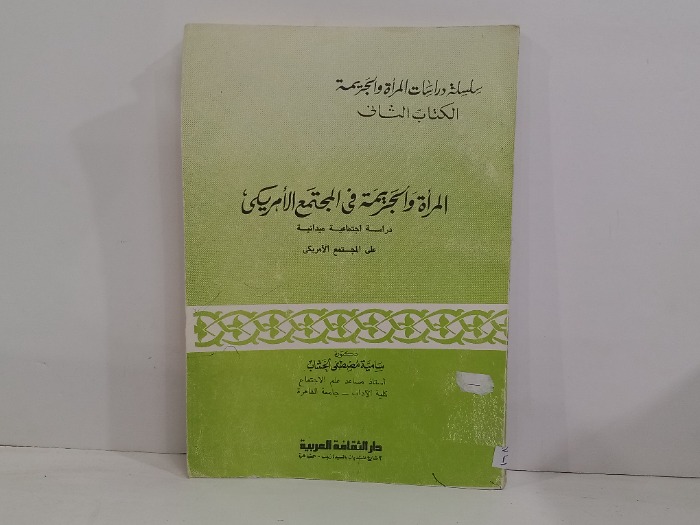 سلسلة دراسات المرأة والجريمة
الكتاب الثاني
المرأة والجريمة في المجتمع الأمريكي
دراسة اجتماعية ميدانية
على المجتمع الأمريكي
دكتورة
سامية مصطفى الخشاب
أستاذ مساعد علم الاجتماع
كلية الآداب - جامعة القاهرة
دار الثقافة العربية